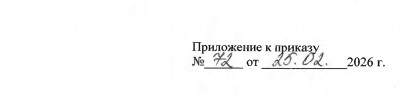 Приложение к приказу
№ 72 от 25.02. 2026 г.